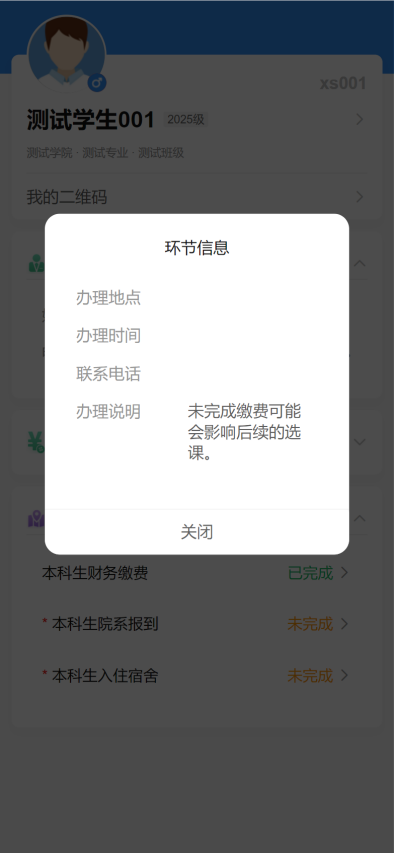 xs001
测试学生001 2025级
测试学院 · 测试专业 · 测试班级
我的二维码
环节信息
办理地点
办理时间
联系电话
办理说明 未完成缴费可能
会影响后续的选
课。
关闭
本科生财务缴费 已完成
* 本科生院系报到 未完成
* 本科生入住宿舍 未完成